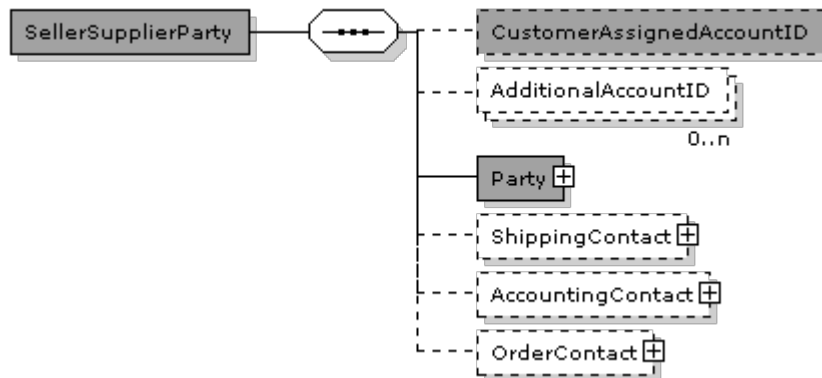 SellerSupplierParty
CustomerAssignedAccountID
AdditionalAccountID
0..n
Party
ShippingContact
AccountingContact
OrderContact